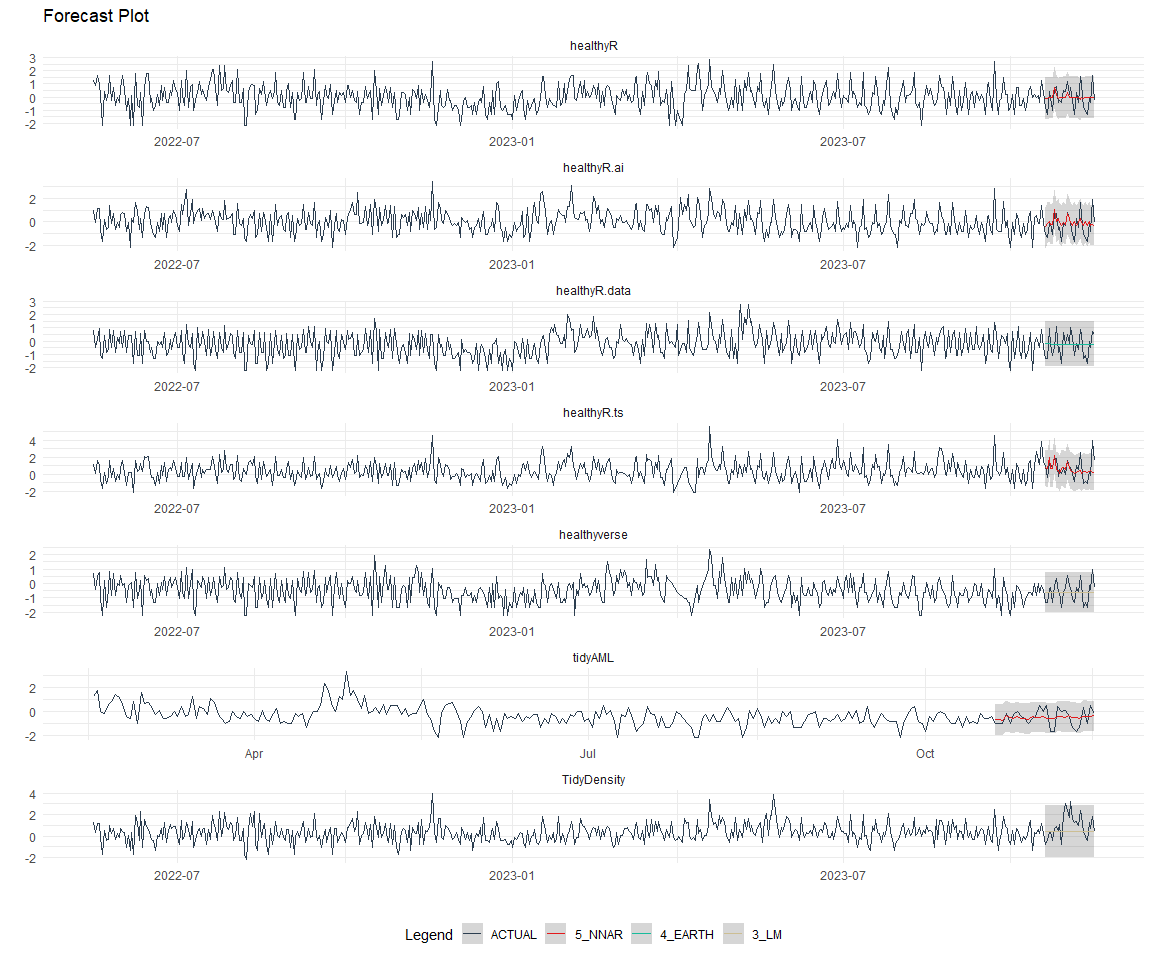 Forecast Plot
healthyR
3
2
1
0
-1
-2
2022-07 2023-01 2023-07
healthyR.ai
2
0
-2
2022-07 2023-01 2023-07
healthyR.data
3
2
1
0
-1
-2
2022-07 2023-01 2023-07
healthyR.ts
4
2
0
-2
2022-07 2023-01 2023-07
healthyverse
2
1
0
-1
-2
2022-07 2023-01 2023-07
tidyAML
2
0
-2
Apr Jul Oct
TidyDensity
4
2
0
-2
2022-07 2023-01 2023-07
Legend ACTUAL 5_NNAR 4_EARTH 3_LM